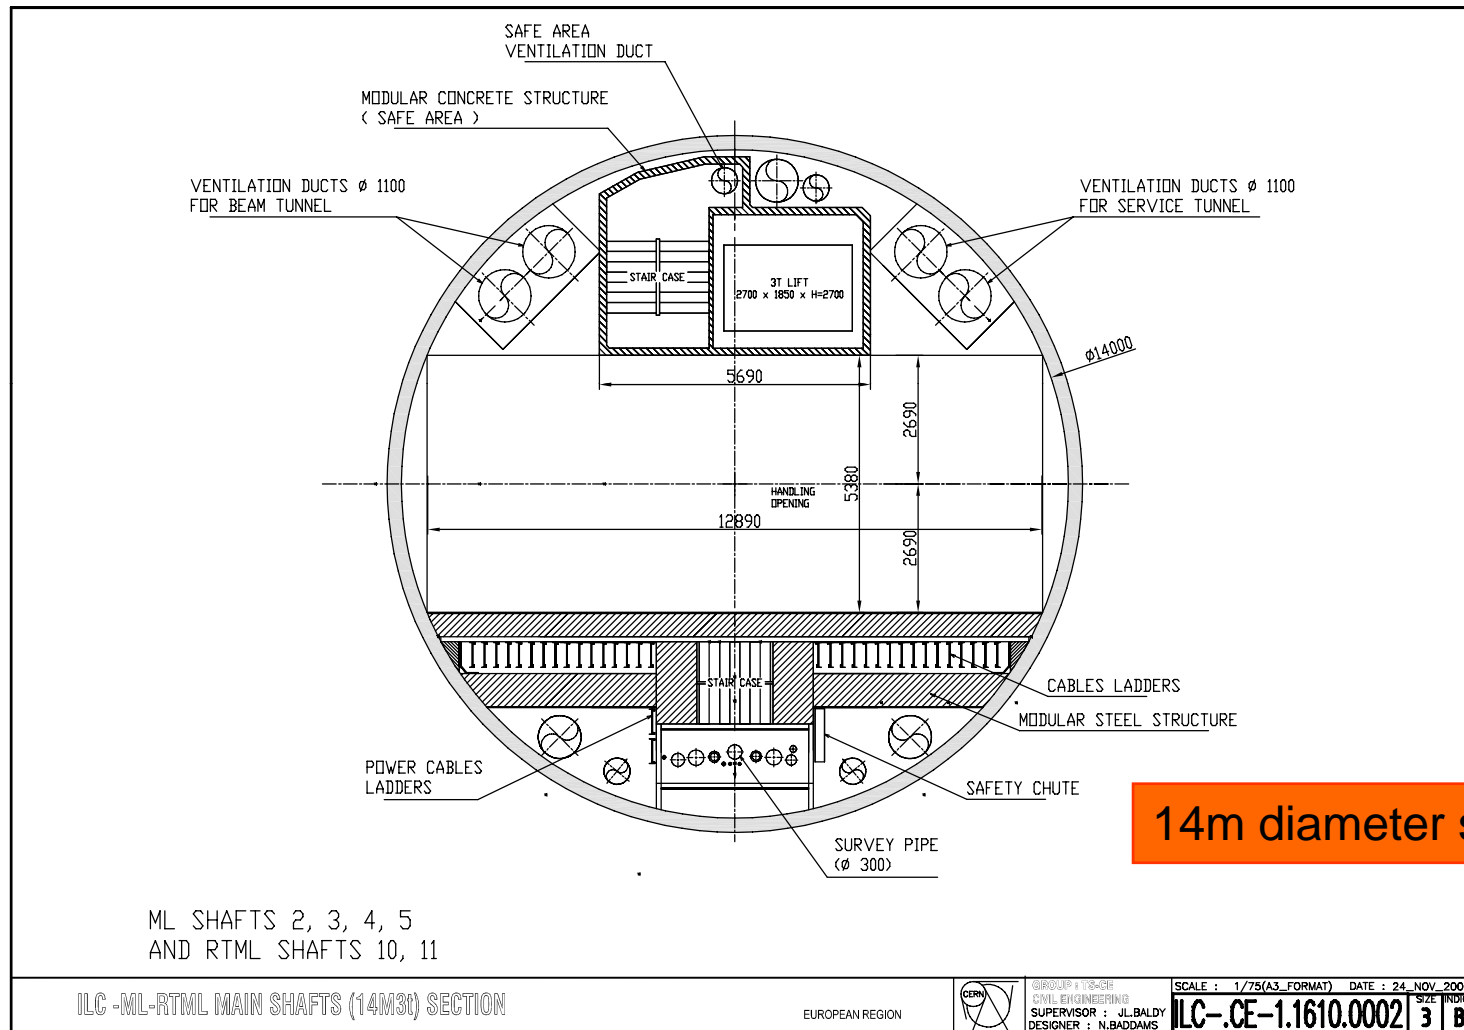 SAFE AREA
VENTILATION DUCT
MODULAR CONCRETE STRUCTURE
( SAFE AREA )
VENTILATION DUCTS Ø 1100
FOR BEAM TUNNEL
VENTILATION DUCTS Ø 1100
FOR SERVICE TUNNEL
STAIR CASE
3T LIFT
2700 x 1850 x H=2700
Ø14000
5690
2690
5380
HANDLING
OPENING
12890
2690
STAIR CASE
CABLES LADDERS
MODULAR STEEL STRUCTURE
POWER CABLES
LADDERS
SAFETY CHUTE
14m diameter
SURVEY PIPE
(Ø 300)
ML SHAFTS 2, 3, 4, 5
AND RTML SHAFTS 10, 11
ILC -ML-RTML MAIN SHAFTS (14M3t) SECTION
EUROPEAN REGION
CERN
GROUP : TS-CE
CIVIL ENGINEERING
SUPERVISOR : JL.BALDY
DESIGNER : N.BADDAMS
SCALE : 1/75(A3_FORMAT) DATE : 24_NOV_200
ILC-.CE-1.1610.0002
SIZE
3
B